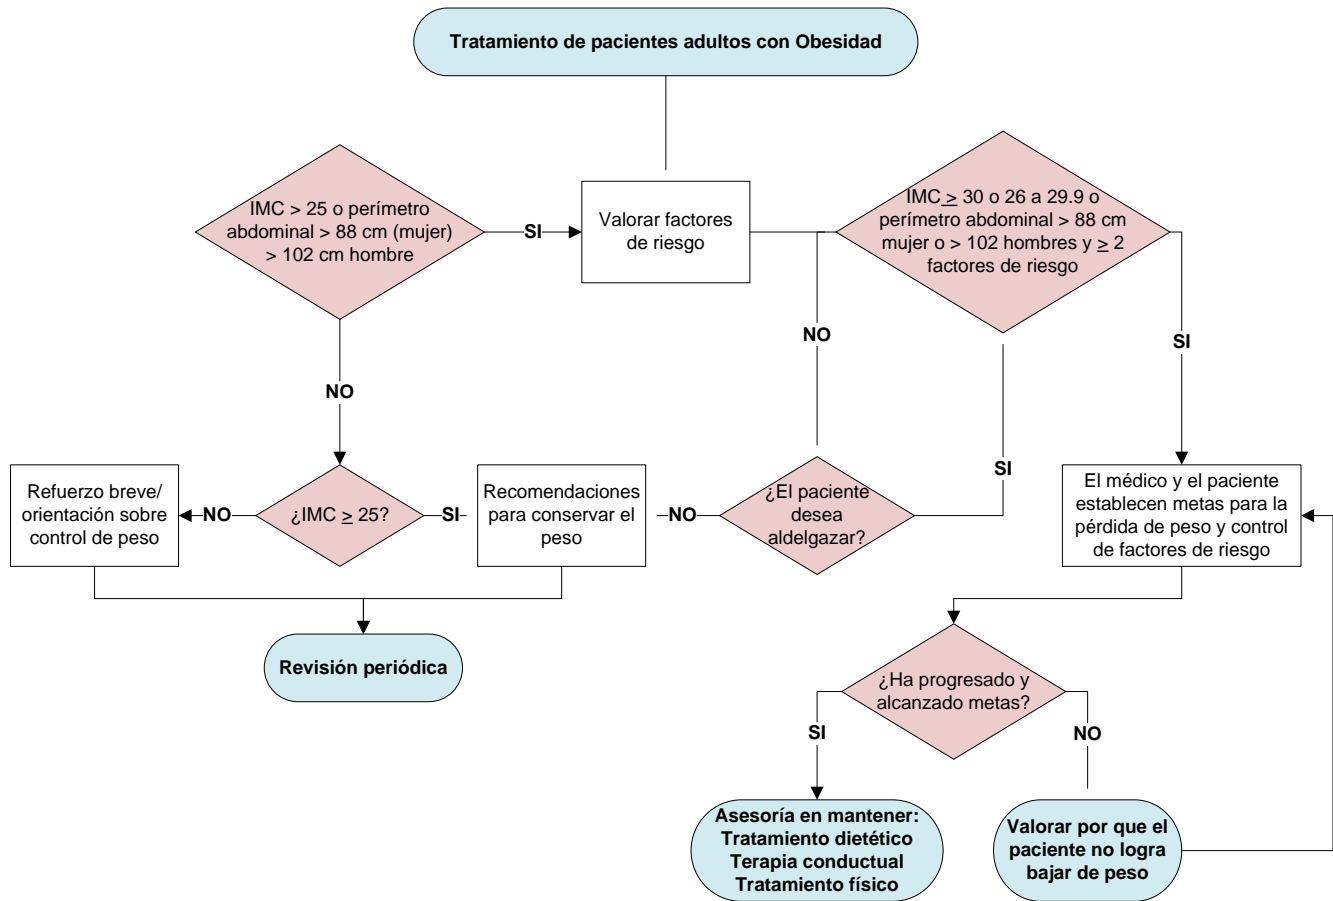 Tratamiento de pacientes adultos con Obesidad
IMC > 25 o perímetro
abdominal > 88 cm (mujer)
> 102 cm hombre
SI
Valorar factores
de riesgo
IMC ≥ 30 o 26 a 29.9 o
perímetro abdominal > 88 cm
mujer o > 102 hombres y ≥ 2
factores de riesgo
NO
NO
SI
SI
Refuerzo breve/
orientación sobre
control de peso
NO
¿IMC ≥ 25?
SI
Recomendaciones
para conservar el
peso
NO
¿El paciente
desea
aldelgazar?
El médico y el paciente
establecen metas para la
pérdida de peso y control
de factores de riesgo
Revisión periódica
¿Ha progresado y
alcanzado metas?
SI
NO
Asesoría en mantener:
Tratamiento dietético
Terapia conductual
Tratamiento físico
Valorar por que el
paciente no logra
bajar de peso